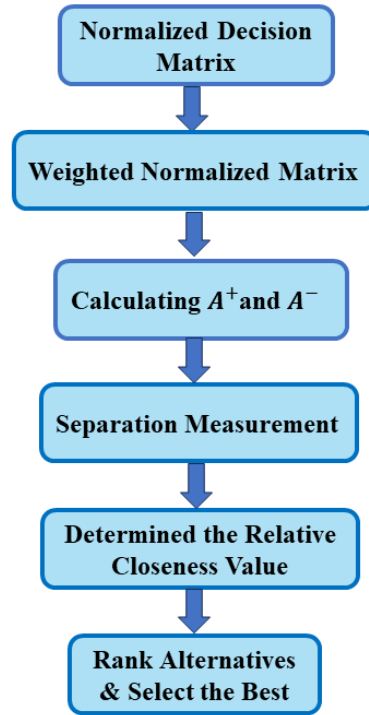 Normalized Decision
Matrix
Weighted Normalized Matrix
Calculating A⁺and A⁻
Separation Measurement
Determined the Relative
Closeness Value
Rank Alternatives
& Select the Best